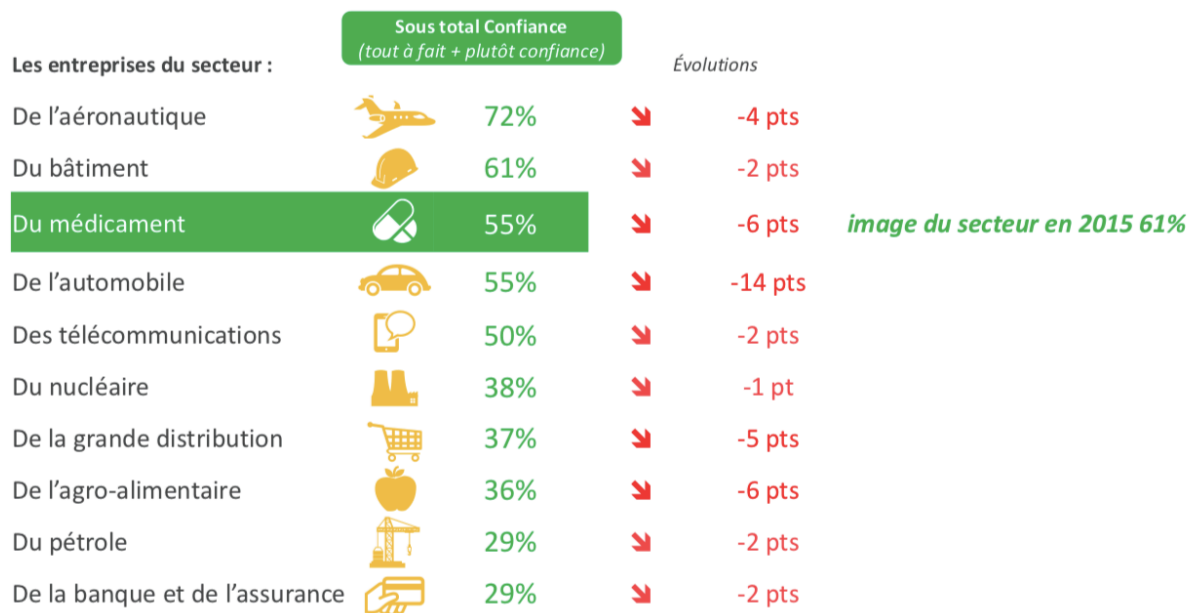 Sous total Confiance
(tout à fait + plutôt confiance)
Les entreprises du secteur : Évolutions
De l’aéronautique 72% -4 pts
Du bâtiment 61% -2 pts
Du médicament 55% -6 pts image du secteur en 2015 61%
De l’automobile 55% -14 pts
Des télécommunications 50% -2 pts
Du nucléaire 38% -1 pt
De la grande distribution 37% -5 pts
De l’agro-alimentaire 36% -6 pts
Du pétrole 29% -2 pts
De la banque et de l’assurance 29% -2 pts